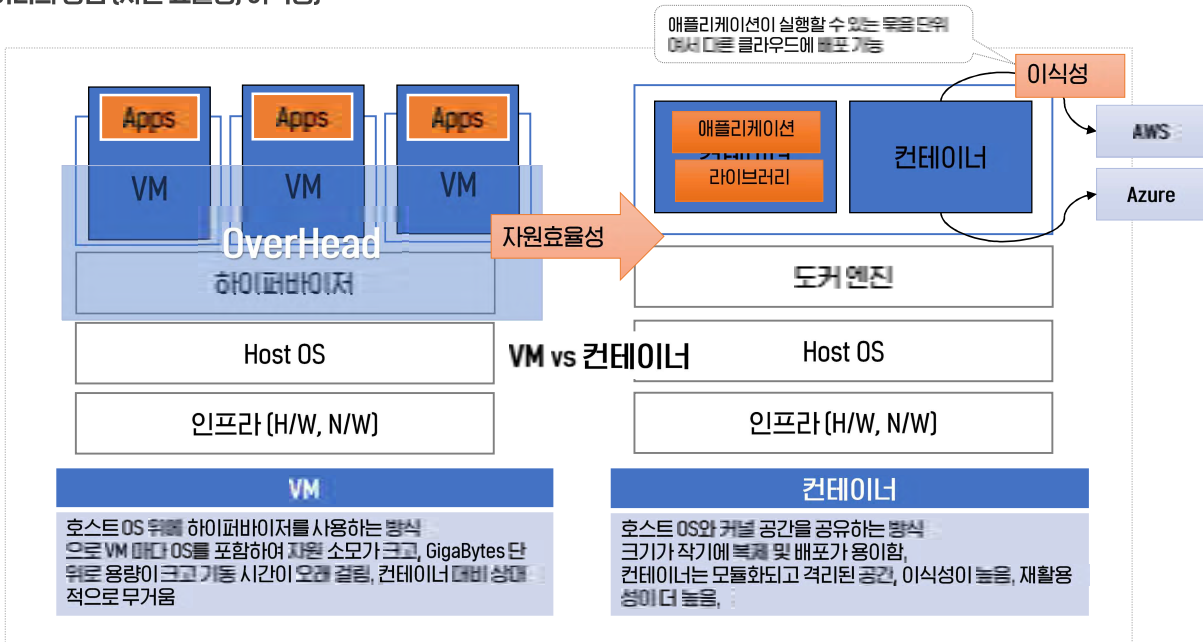 애플리케이션이 실행할 수 있는 묶음 단위
여서 다른 클라우드에 배포 가능
이식성
Apps
Apps
Apps
VM
VM
VM
OverHead
하이퍼바이저
Host OS
인프라 (H/W, N/W)
자원효율성
VM vs 컨테이너
애플리케이션
컨테이너
라이브러리
컨테이너
AWS
Azure
도커 엔진
Host OS
인프라 (H/W, N/W)
VM
호스트 OS 위에 하이퍼바이저를 사용하는 방식
으로 VM 마다 OS를 포함하여 자원 소모가 크고, GigaBytes 단
위로 용량이 크고 기동 시간이 오래 걸림, 컨테이너 대비 상대
적으로 무거움
컨테이너
호스트 OS와 커널 공간을 공유하는 방식
크기가 작기에 복제 및 배포가 용이함,
컨테이너는 모듈화되고 격리된 공간, 이식성이 높음, 재활용
성이 더 높음,